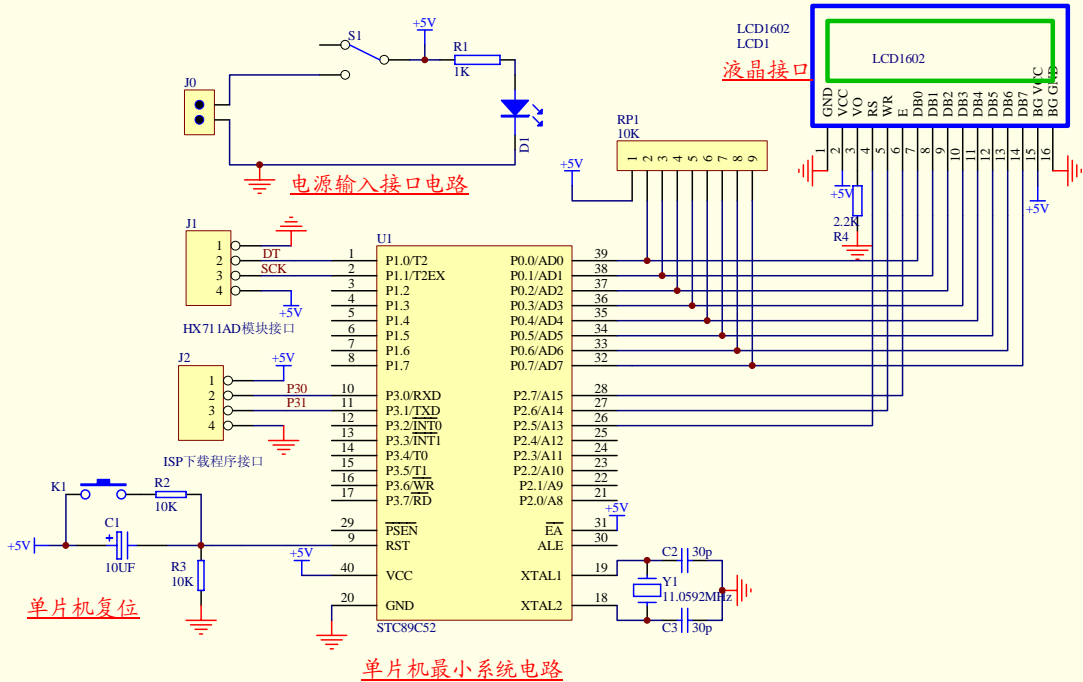 +5V
S1
R1
1K
J0
D1
电源输入接口电路
LCD1602
LCD1
液晶接口
LCD1602
GND
VCC
VO
RS
WR
E
DB0
DB1
DB2
DB3
DB4
DB5
DB6
DB7
BG VCC
BG GND
1
2
3
4
5
6
7
8
9
10
11
12
13
14
15
16
+5V
2.2K
R4
+5V
RP1
10K
+5V
1
2
3
4
5
6
7
8
9
J1
1
2
3
4
DT
SCK
+5V
HX711AD模块接口
J2
+5V
1
2
3
4
P30
P31
ISP下载程序接口
U1
1 P1.0/T2
2 P1.1/T2EX
3 P1.2
4 P1.3
5 P1.4
6 P1.5
7 P1.6
8 P1.7
10 P3.0/RXD
11 P3.1/TXD
12 P3.2/INT0
13 P3.3/INT1
14 P3.4/T0
15 P3.5/T1
16 P3.6/WR
17 P3.7/RD
29 PSEN
9 RST
40 VCC
20 GND
P0.0/AD0 39
P0.1/AD1 38
P0.2/AD2 37
P0.3/AD3 36
P0.4/AD4 35
P0.5/AD5 34
P0.6/AD6 33
P0.7/AD7 32
P2.7/A15 28
P2.6/A14 27
P2.5/A13 26
P2.4/A12 25
P2.3/A11 24
P2.2/A10 23
P2.1/A9 22
P2.0/A8 21
EA 31
ALE 30
XTAL1 19
XTAL2 18
STC89C52
+5V
+5V
K1
R2
10K
C1
+
10UF
+5V
R3
10K
单片机复位
C2 30p
Y1
11.0592MHz
C3 30p
单片机最小系统电路